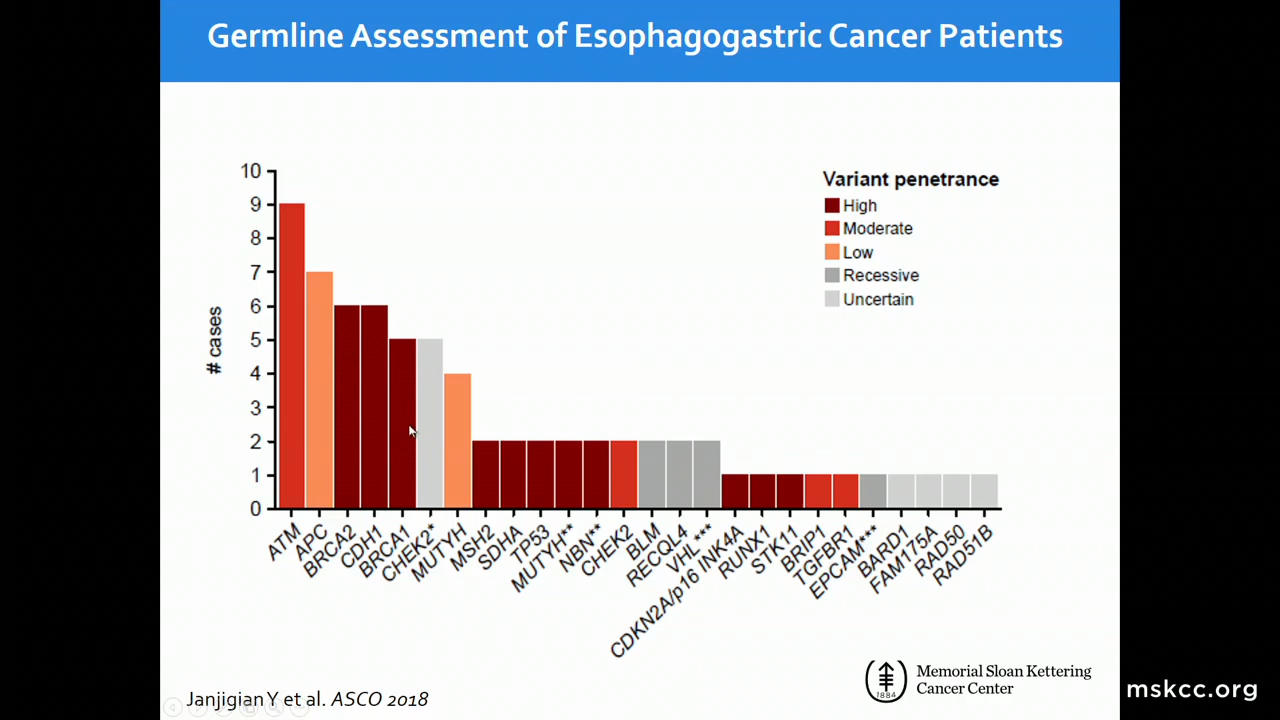 Germline Assessment of Esophagogastric Cancer Patients
Variant penetrance
High
Moderate
Low
Recessive
Uncertain
# cases
10
9
8
7
6
5
4
3
2
1
0
ATM
APC
BRCA2
CDH1
BRCA1
CHEK2*
MUTYH
MSH2
SDHA
TP53
MUTYH**
NBN**
CHEK2
BLM
RECQL4
VHL***
CDKN2A/p16 INK4A
RUNX1
STK11
BRIP1
TGFBR1
EPCAM***
BARD1
FAM175A
RAD50
RAD51B
Janjigian Y et al. ASCO 2018
1884
Memorial Sloan Kettering
Cancer Center
mskcc.org